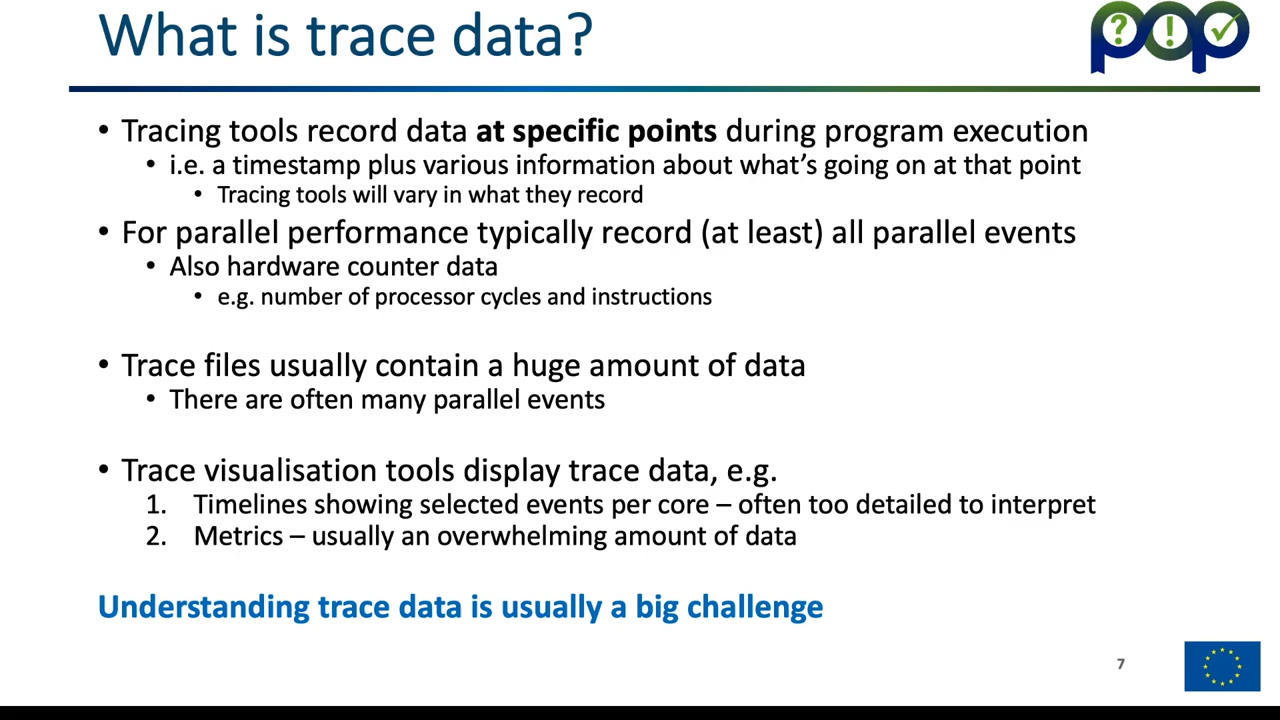 What is trace data?
pop
• Tracing tools record data at specific points during program execution
• i.e. a timestamp plus various information about what's going on at that point
• Tracing tools will vary in what they record
• For parallel performance typically record (at least) all parallel events
• Also hardware counter data
• e.g. number of processor cycles and instructions
• Trace files usually contain a huge amount of data
• There are often many parallel events
• Trace visualisation tools display trace data, e.g.
1. Timelines showing selected events per core – often too detailed to interpret
2. Metrics – usually an overwhelming amount of data
Understanding trace data is usually a big challenge
7